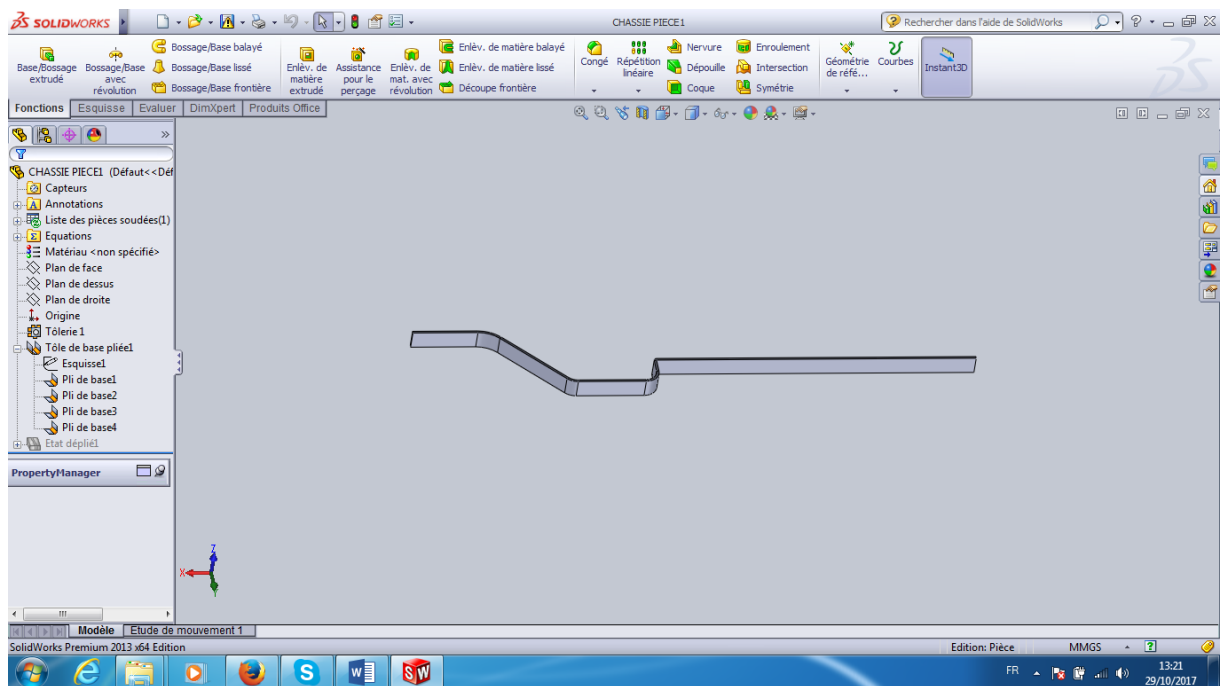 SOLIDWORKS
CHASSIE PIECE1
Rechercher dans l'aide de SolidWorks
Base/Bossage extrudé
Bossage/Base avec révolution
Bossage/Base balayé
Bossage/Base lissé
Bossage/Base frontière
Enlèv. de matière extrudé
Assistance pour le perçage
Enlèv. de mat. avec révolution
Enlèv. de matière balayé
Enlèv. de matière lissé
Découpe frontière
Congé
Répétition linéaire
Nervure
Dépouille
Coque
Enroulement
Intersection
Symétrie
Géométrie de réfé...
Courbes
Instant3D
Fonctions Esquisse Evaluer DimXpert Produits Office
CHASSIE PIECE1 (Défaut<<Déf
Capteurs
Annotations
Liste des pièces soudées(1)
Equations
Matériau <non spécifié>
Plan de face
Plan de dessus
Plan de droite
Origine
Tôlerie 1
Tôle de base pliée1
Esquisse1
Pli de base1
Pli de base2
Pli de base3
Pli de base4
Etat déplié1
PropertyManager
Z
X
Y
Modèle Etude de mouvement 1
SolidWorks Premium 2013 x64 Edition
Edition: Pièce MMGS
FR
13:21
29/10/2017